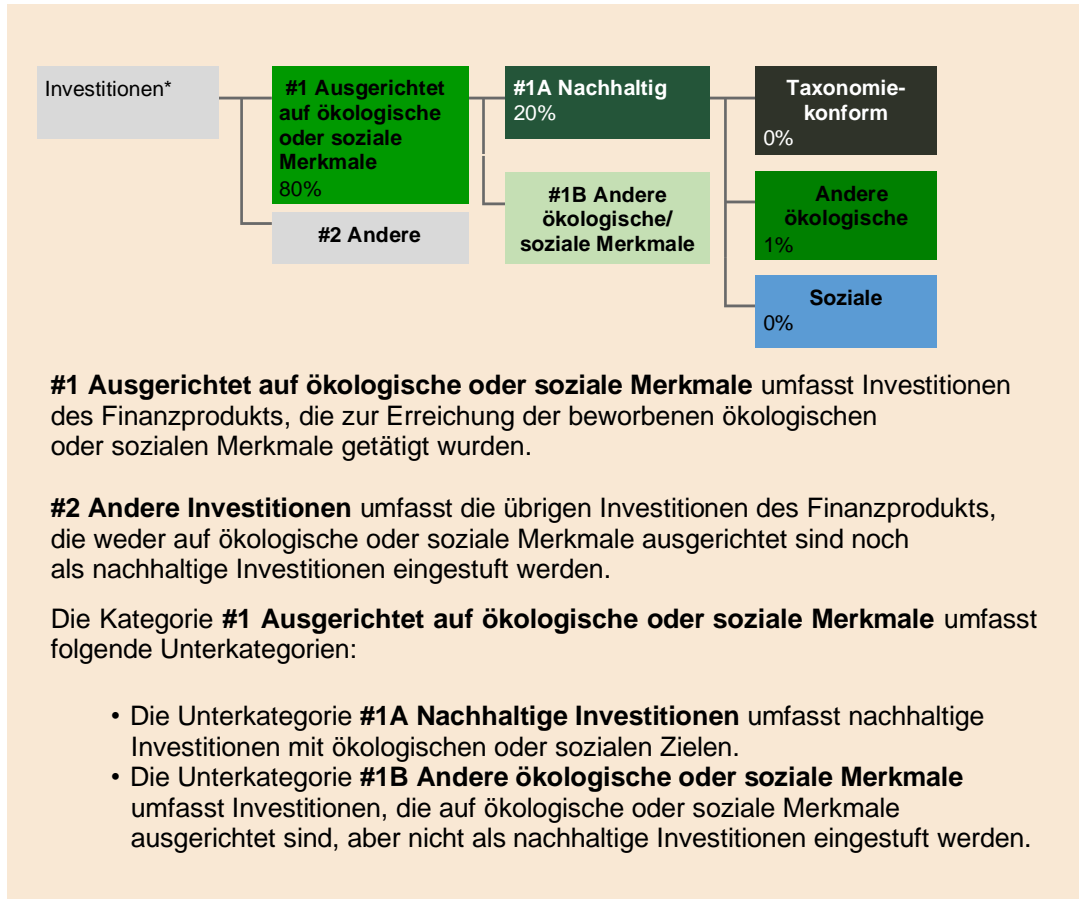 Investitionen*
#1 Ausgerichtet
auf ökologische
oder soziale
Merkmale
80%
#2 Andere
#1A Nachhaltig
20%
#1B Andere
ökologische/
soziale Merkmale
Taxonomie-
konform
0%
Andere
ökologische
1%
Soziale
0%
#1 Ausgerichtet auf ökologische oder soziale Merkmale umfasst Investitionen
des Finanzprodukts, die zur Erreichung der beworbenen ökologischen
oder sozialen Merkmale getätigt wurden.
#2 Andere Investitionen umfasst die übrigen Investitionen des Finanzprodukts,
die weder auf ökologische oder soziale Merkmale ausgerichtet sind noch
als nachhaltige Investitionen eingestuft werden.
Die Kategorie #1 Ausgerichtet auf ökologische oder soziale Merkmale umfasst
folgende Unterkategorien:
• Die Unterkategorie #1A Nachhaltige Investitionen umfasst nachhaltige
Investitionen mit ökologischen oder sozialen Zielen.
• Die Unterkategorie #1B Andere ökologische oder soziale Merkmale
umfasst Investitionen, die auf ökologische oder soziale Merkmale
ausgerichtet sind, aber nicht als nachhaltige Investitionen eingestuft werden.